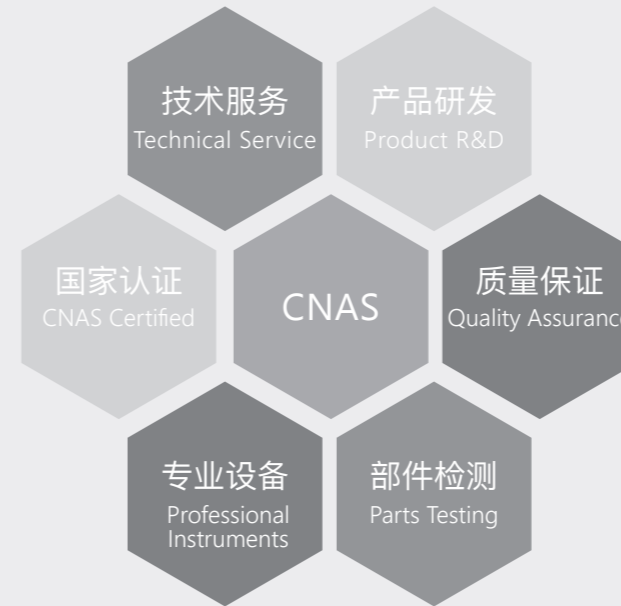 技术服务
Technical Service
产品研发
Product R&D
国家认证
CNAS Certified
CNAS
质量保证
Quality Assurance
专业设备
Professional
Instruments
部件检测
Parts Testing